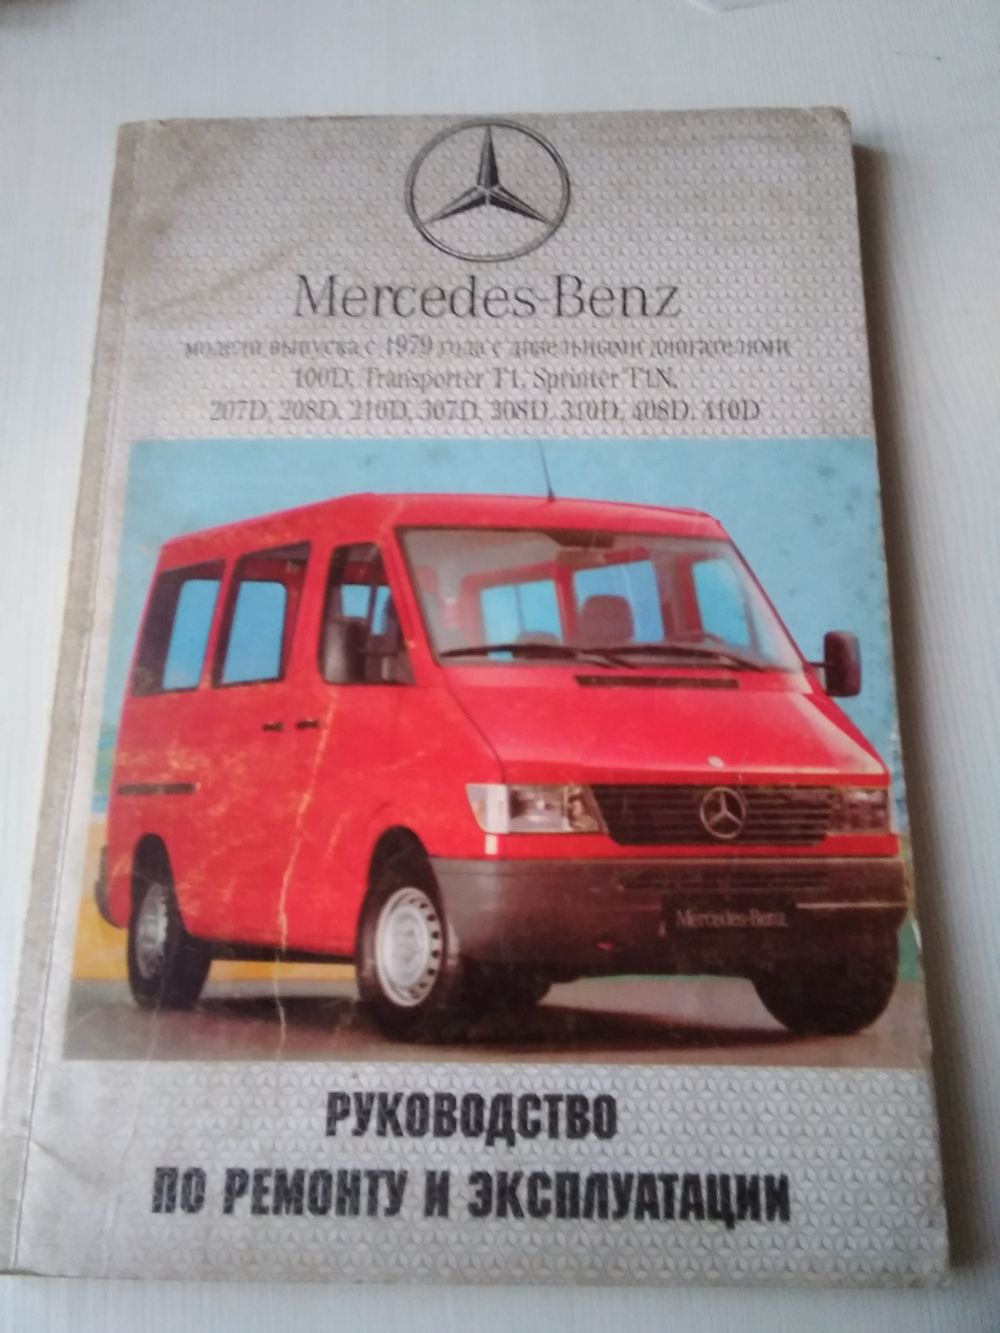 Mercedes-Benz
модели выпуска с 1979 года с дизельными двигателями
100D, Transporter T1, Sprinter T1N,
207D, 208D, 210D, 307D, 308D, 310D, 408D, 410D
Mercedes-Benz
РУКОВОДСТВО
ПО РЕМОНТУ И ЭКСПЛУАТАЦИИ